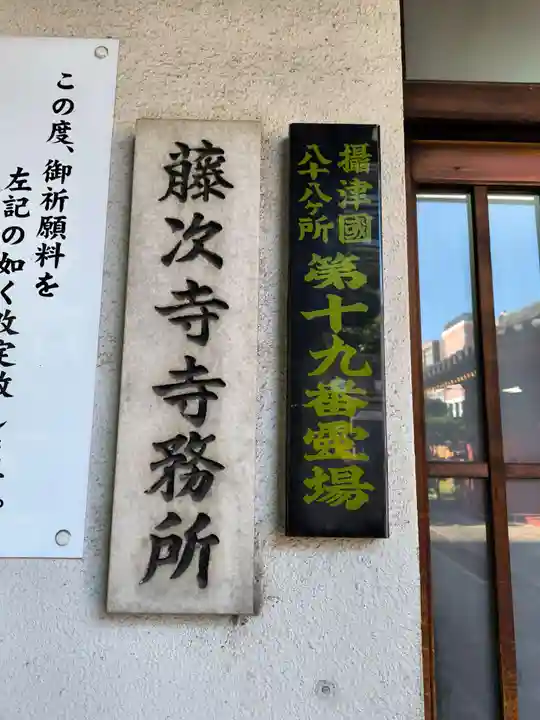 攝津國
八十八ヶ所
第十九番霊場
藤次寺寺務所
この度、御祈願料を
左記の如く改定致